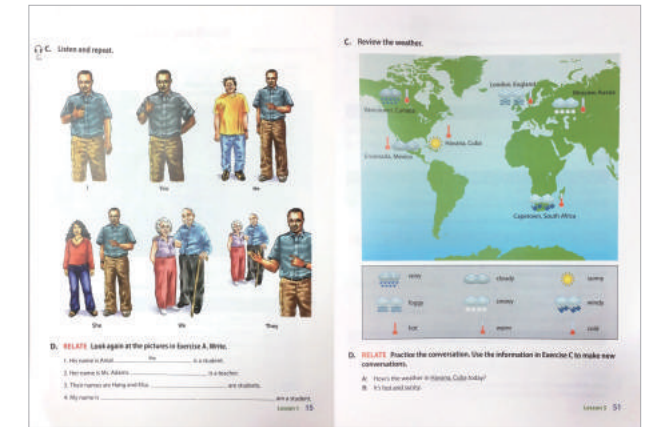 C. Listen and repeat.
I
You
He
She
We
They
D. RELATE Look again at the pictures in Exercise A. Write.
1. His name is Amal. He is a student.
2. Her name is Ms. Adams. is a teacher.
3. Their names are Hang and Elsa. are students.
4. My name is are a student.
Lesson 1 15
C. Review the weather.
London, England
Moscow, Russia
Vancouver, Canada
Havana, Cuba
Ensenada, Mexico
Capetown, South Africa
rainy
cloudy
sunny
foggy
snowy
windy
hot
warm
cold
D. RELATE Practice the conversation. Use the information in Exercise C to make new
conversations.
A: How's the weather in Havana, Cuba today?
B: It's hot and sunny.
Lesson 2 51